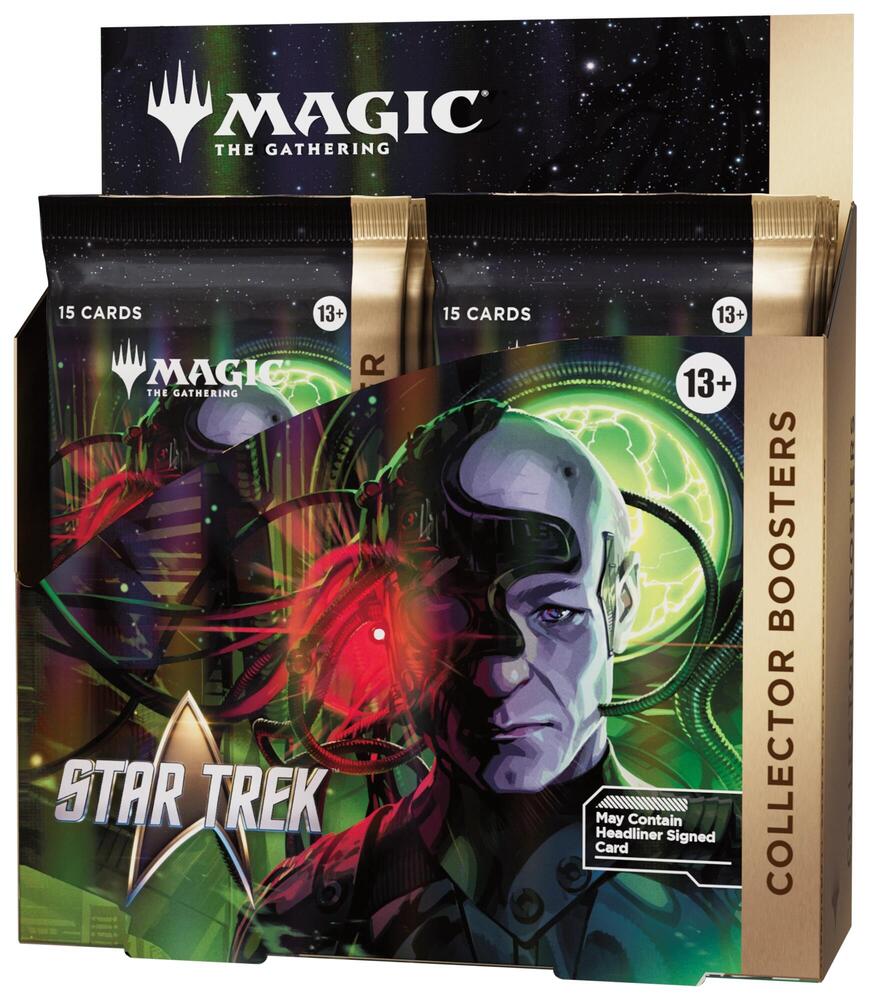 MAGIC
THE GATHERING
15 CARDS
13+
15 CARDS
13+
MAGIC
THE GATHERING
13+
COLLECTOR BOOSTERS
STAR TREK
May Contain
Headliner Signed
Card